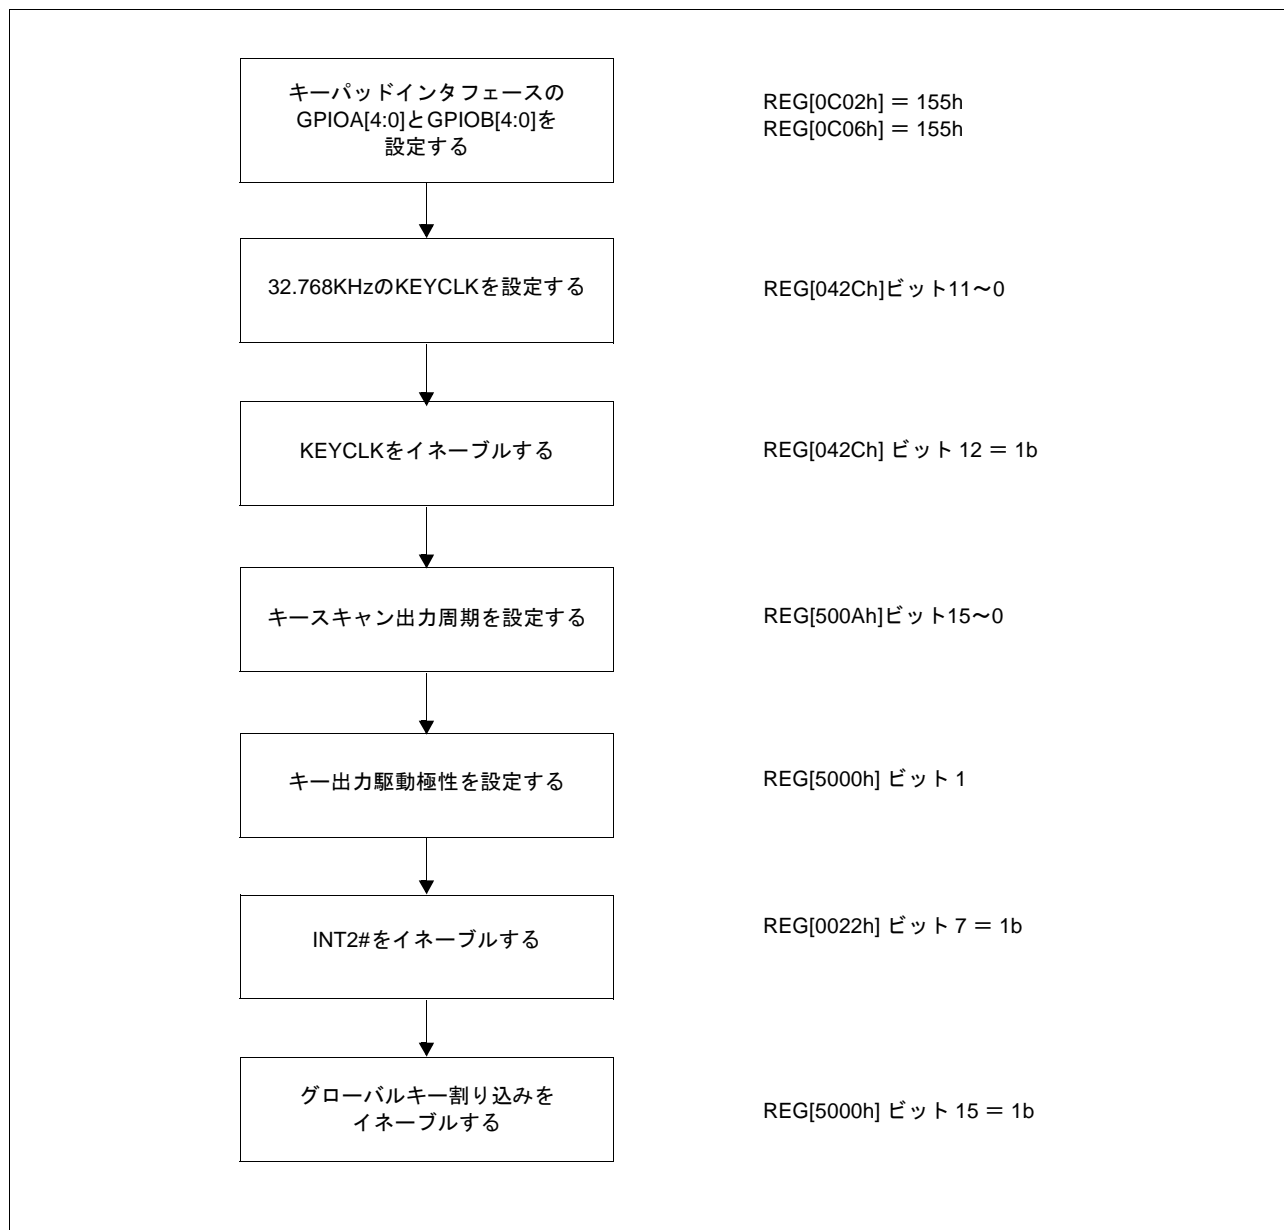 キーパッドインタフェースの
GPIOA[4:0]とGPIOB[4:0]を
設定する
REG[0C02h] ＝ 155h
REG[0C06h] ＝ 155h
32.768KHzのKEYCLKを設定する
REG[042Ch]ビット11～0
KEYCLKをイネーブルする
REG[042Ch] ビット 12 ＝ 1b
キースキャン出力周期を設定する
REG[500Ah]ビット15～0
キー出力駆動極性を設定する
REG[5000h] ビット 1
INT2#をイネーブルする
REG[0022h] ビット 7 ＝ 1b
グローバルキー割り込みを
イネーブルする
REG[5000h] ビット 15 ＝ 1b